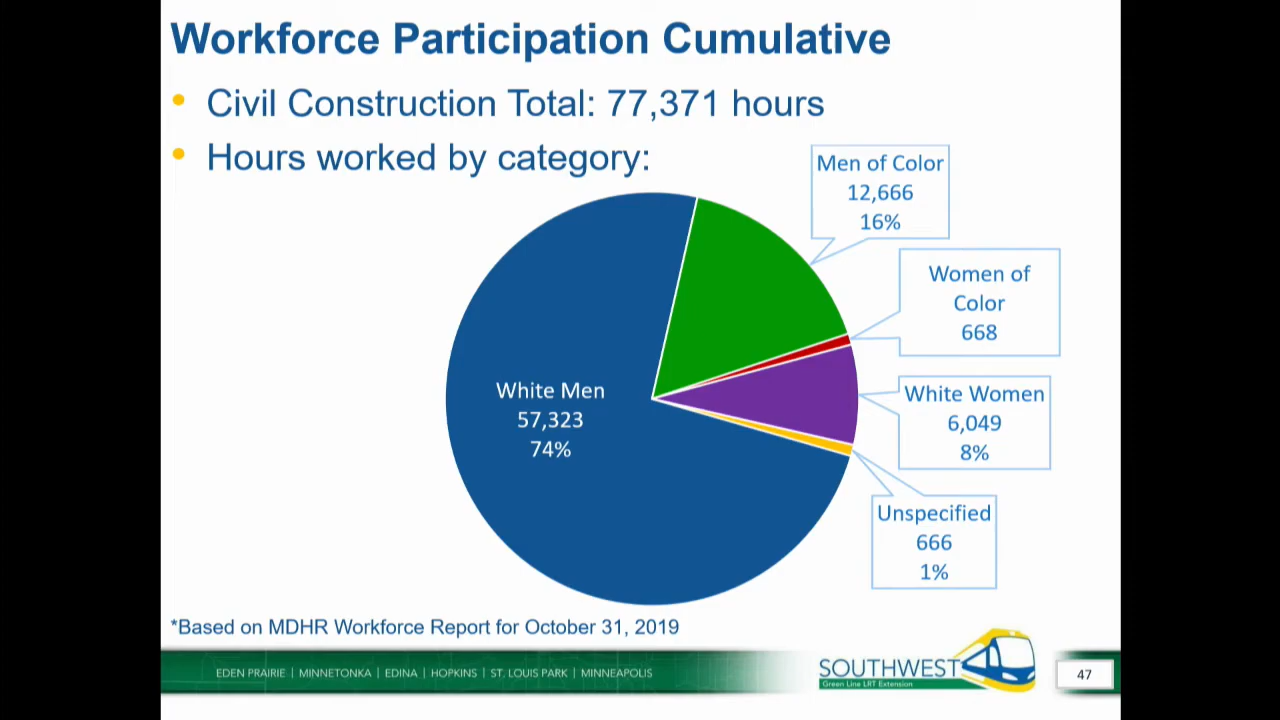 Workforce Participation Cumulative
• Civil Construction Total: 77,371 hours
• Hours worked by category:
Men of Color
12,666
16%
Women of
Color
668
White Women
6,049
8%
Unspecified
666
1%
White Men
57,323
74%
*Based on MDHR Workforce Report for October 31, 2019
EDEN PRAIRIE | MINNETONKA | EDINA | HOPKINS | ST. LOUIS PARK | MINNEAPOLIS
SOUTHWEST
Green Line LRT Extension
47